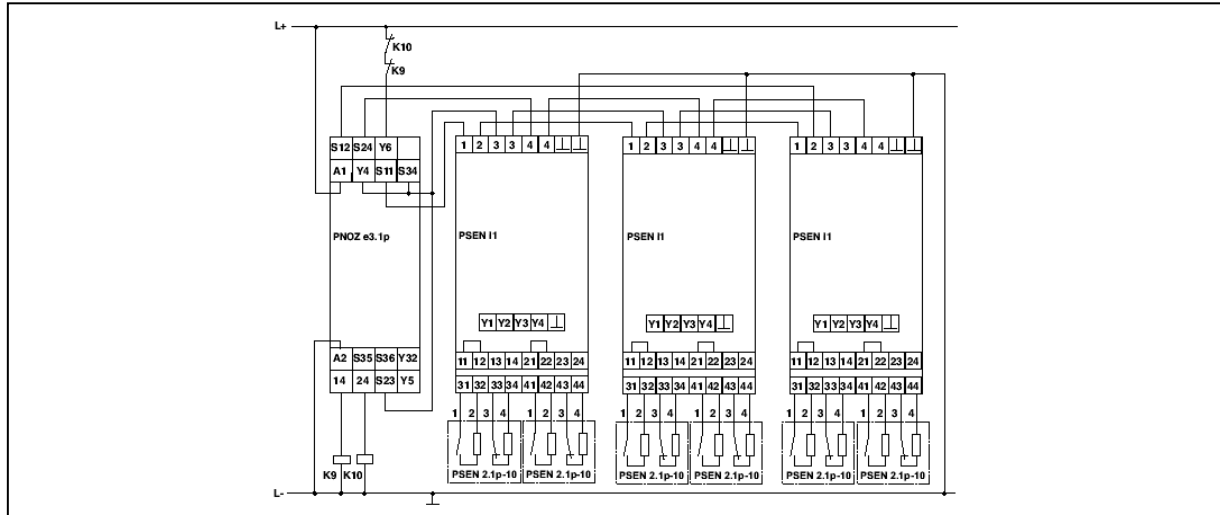 L+
K10
K9
1 2 3 3 4 4
1 2 3 3 4 4
1 2 3 3 4 4
S12 S24 Y6
A1 Y4 S11 S34
PNOZ e3.1p
PSEN I1
PSEN I1
PSEN I1
Y1 Y2 Y3 Y4
Y1 Y2 Y3 Y4
Y1 Y2 Y3 Y4
A2 S35 S36 Y32
14 24 S23 Y5
11 12 13 14 21 22 23 24
31 32 33 34 41 42 43 44
11 12 13 14 21 22 23 24
31 32 33 34 41 42 43 44
11 12 13 14 21 22 23 24
31 32 33 34 41 42 43 44
1 2 3 4 1 2 3 4
1 2 3 4 1 2 3 4
1 2 3 4 1 2 3 4
PSEN 2.1p-10 PSEN 2.1p-10
PSEN 2.1p-10 PSEN 2.1p-10
PSEN 2.1p-10 PSEN 2.1p-10
K9 K10
L-